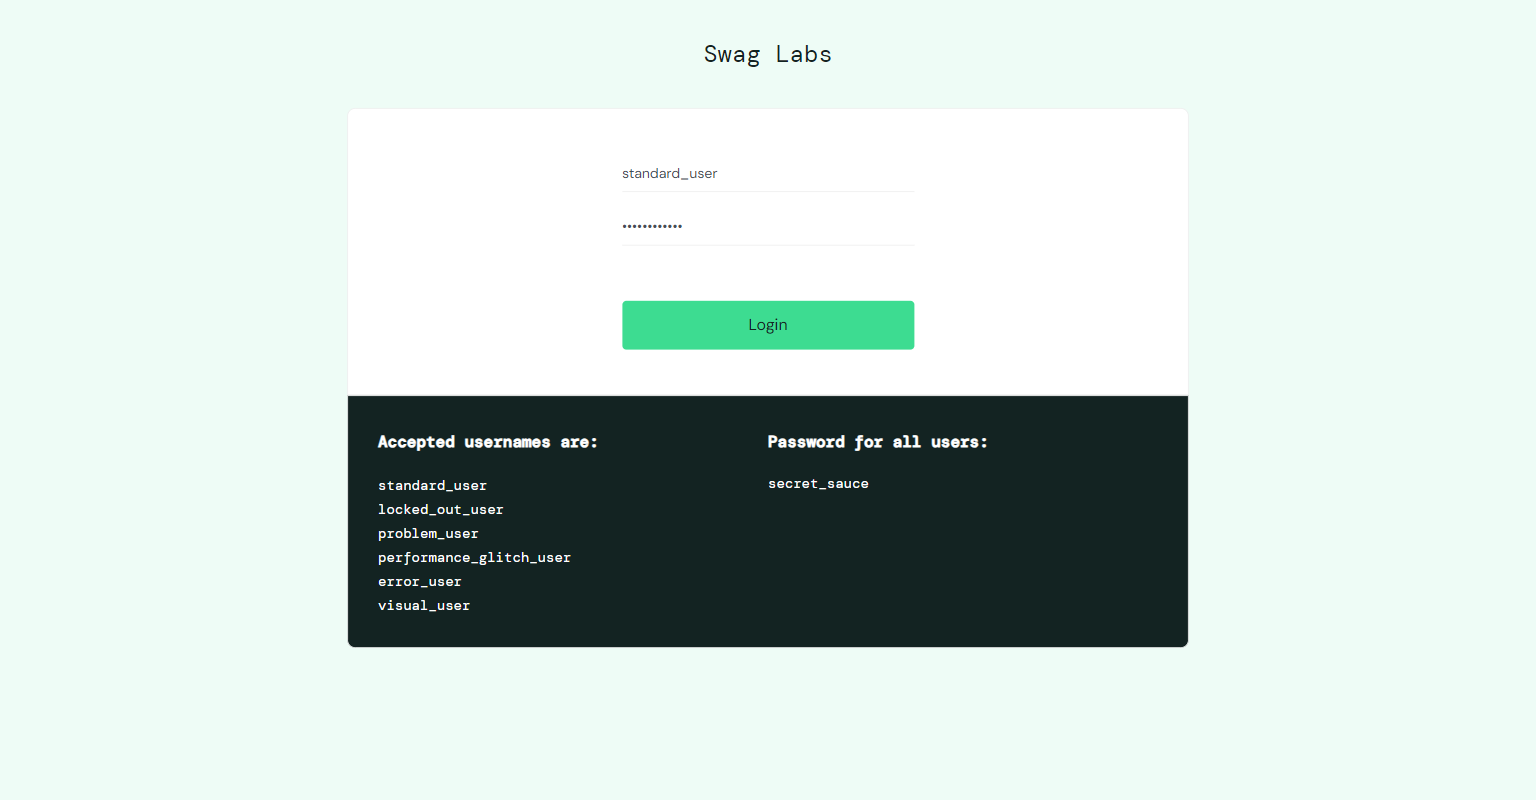 Swag Labs
standard_user
••••••••••••
Login
Accepted usernames are:
standard_user
locked_out_user
problem_user
performance_glitch_user
error_user
visual_user
Password for all users:
secret_sauce